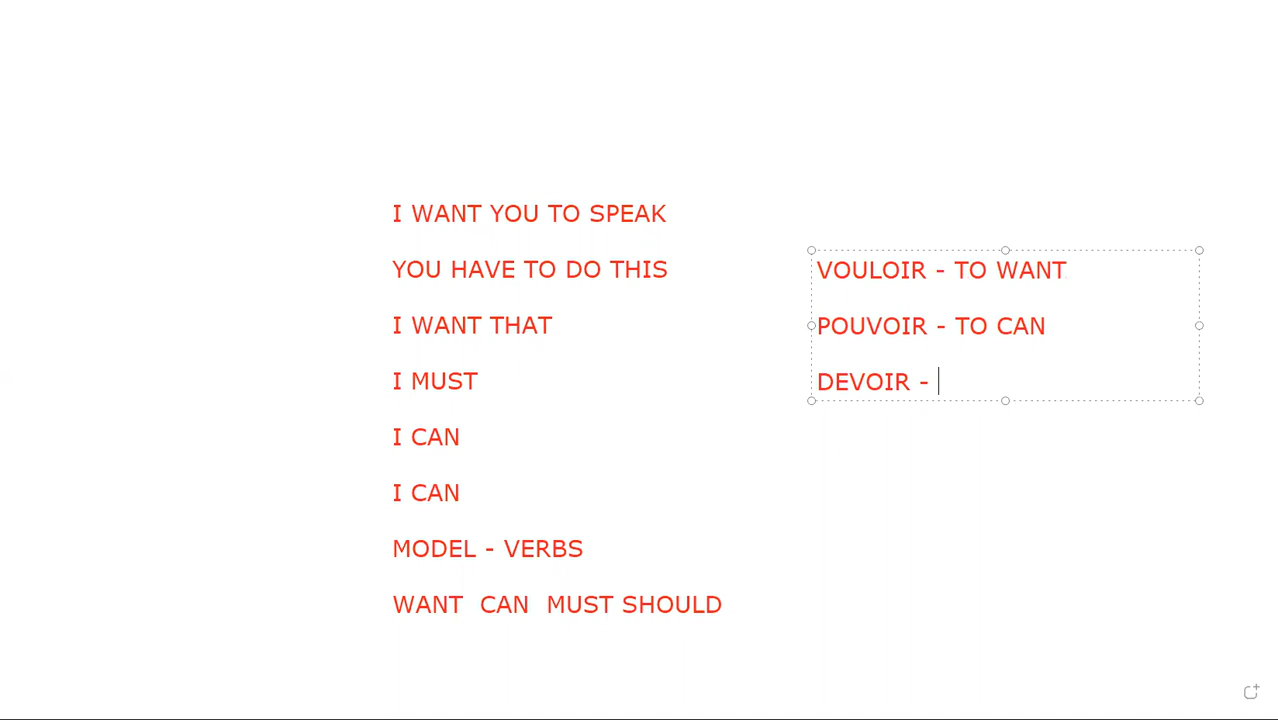 I WANT YOU TO SPEAK
YOU HAVE TO DO THIS
I WANT THAT
I MUST
I CAN
I CAN
MODEL - VERBS
WANT CAN MUST SHOULD
VOULOIR - TO WANT
POUVOIR - TO CAN
DEVOIR -